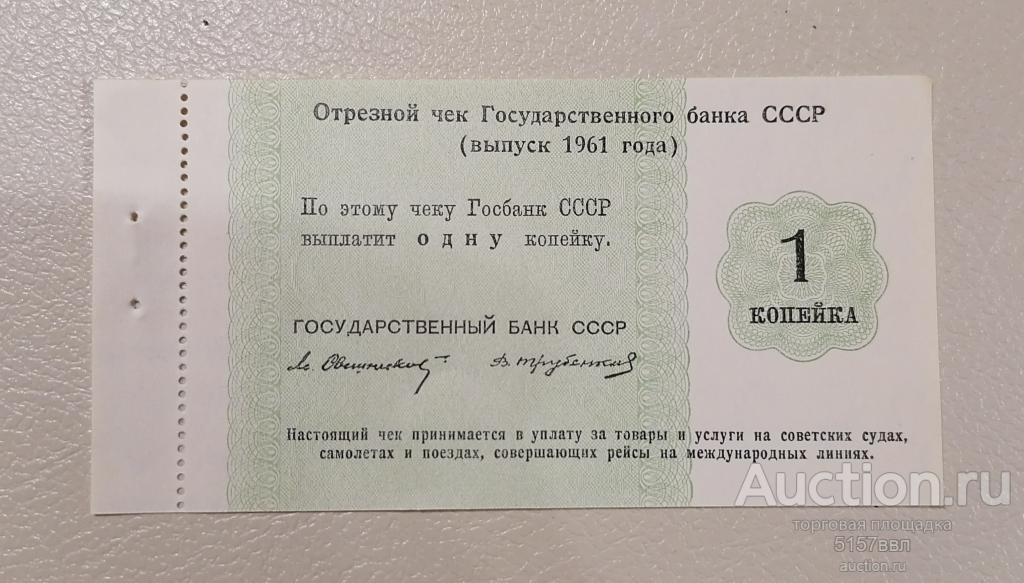 Отрезной чек Государственного банка СССР
(выпуск 1961 года)
По этому чеку Госбанк СССР
выплатит одну копейку.
1
КОПЕЙКА
ГОСУДАРСТВЕННЫЙ БАНК СССР
Настоящий чек принимается в уплату за товары и услуги на советских судах,
самолетах и поездах, совершающих рейсы на международных линиях.
Auction.ru
торговая площадка
5157ввл
auction.ru